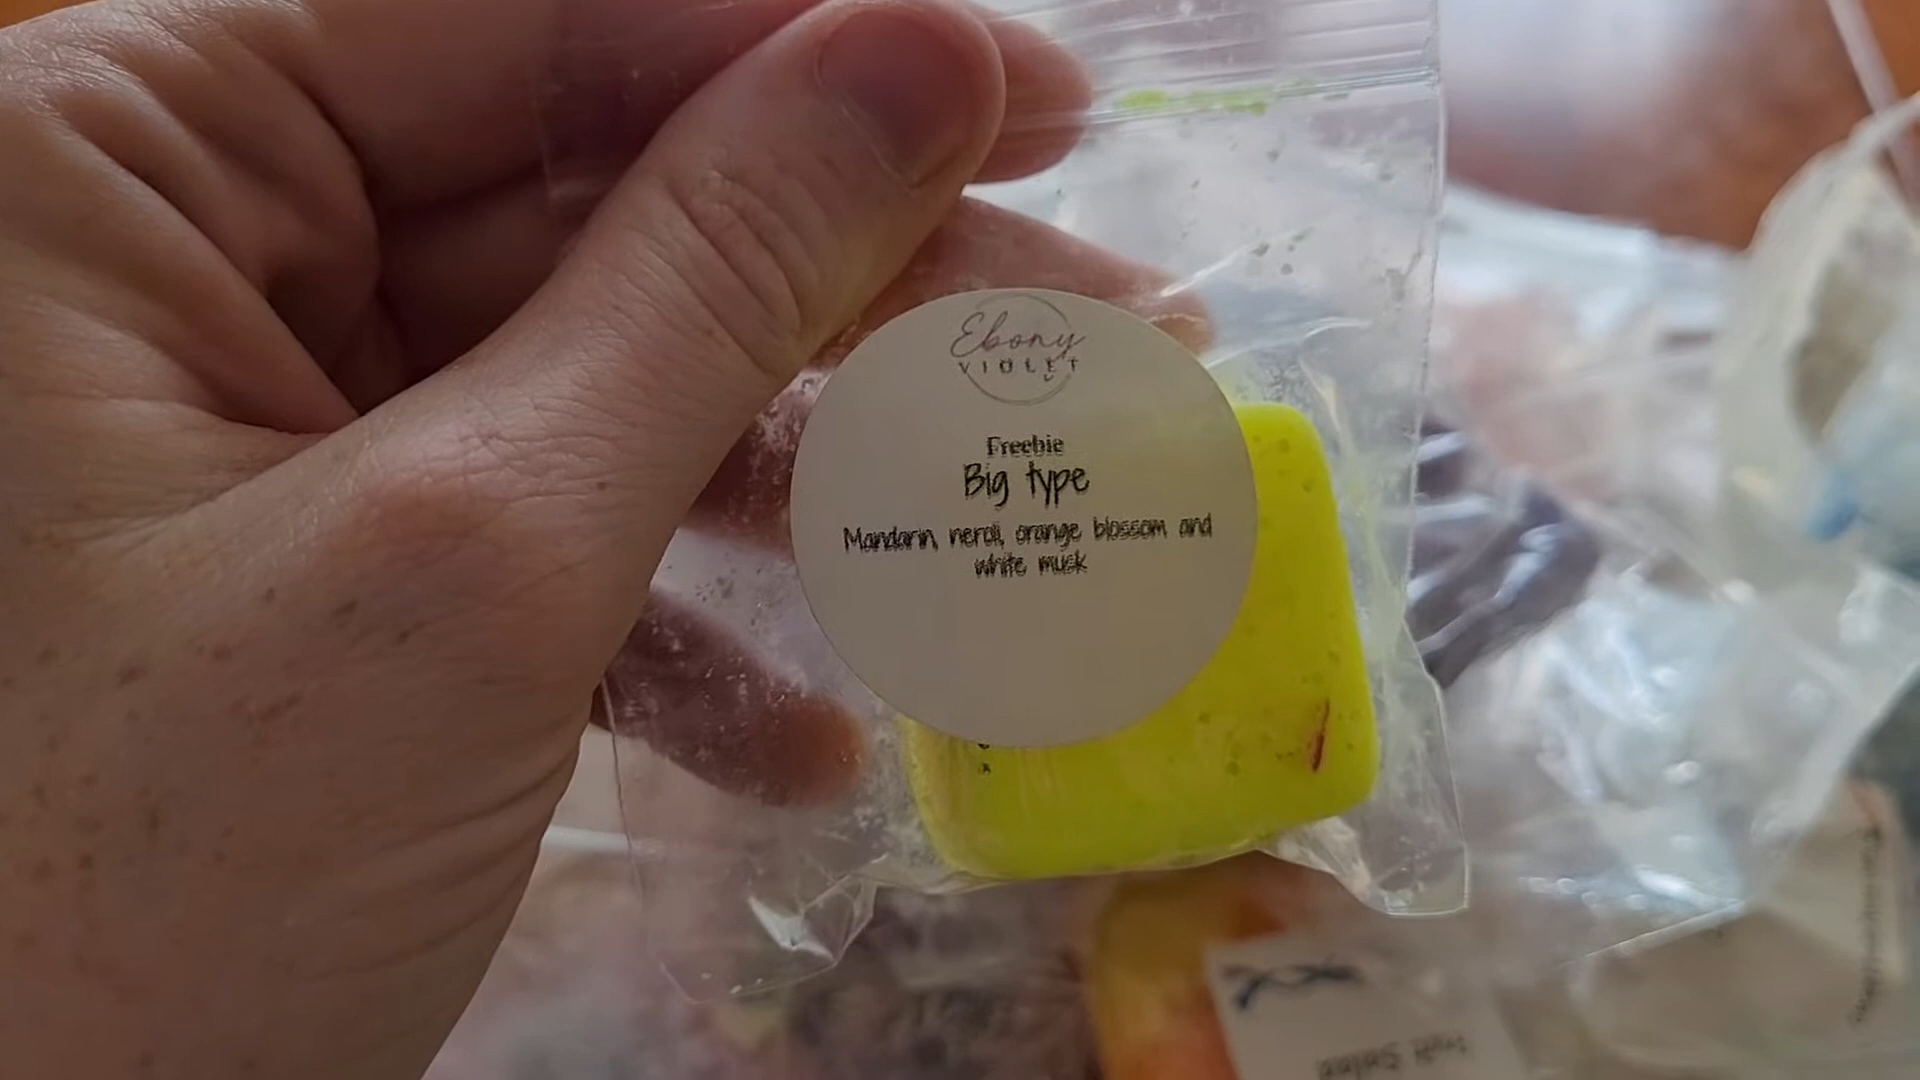 Ebony
VIOLET
Freebie
Big type
Mandarin, neroli, orange blossom and
white musk